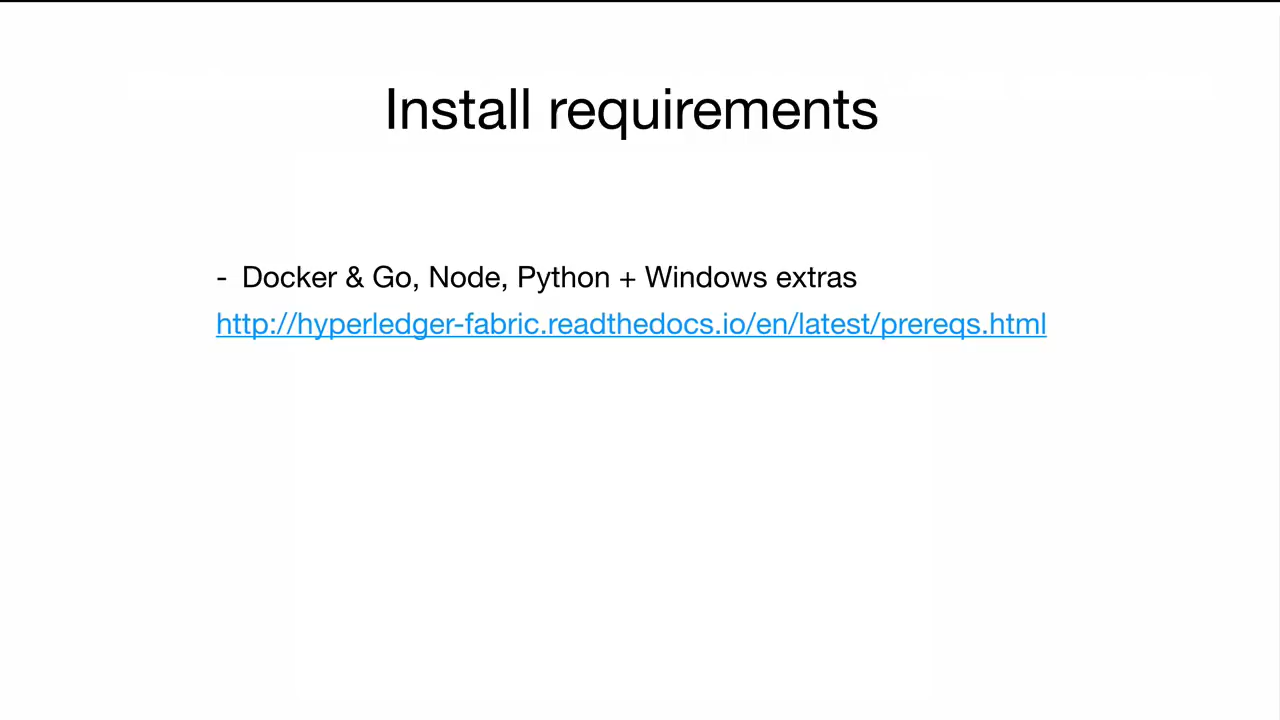 Install requirements
- Docker & Go, Node, Python + Windows extras
http://hyperledger-fabric.readthedocs.io/en/latest/prereqs.html